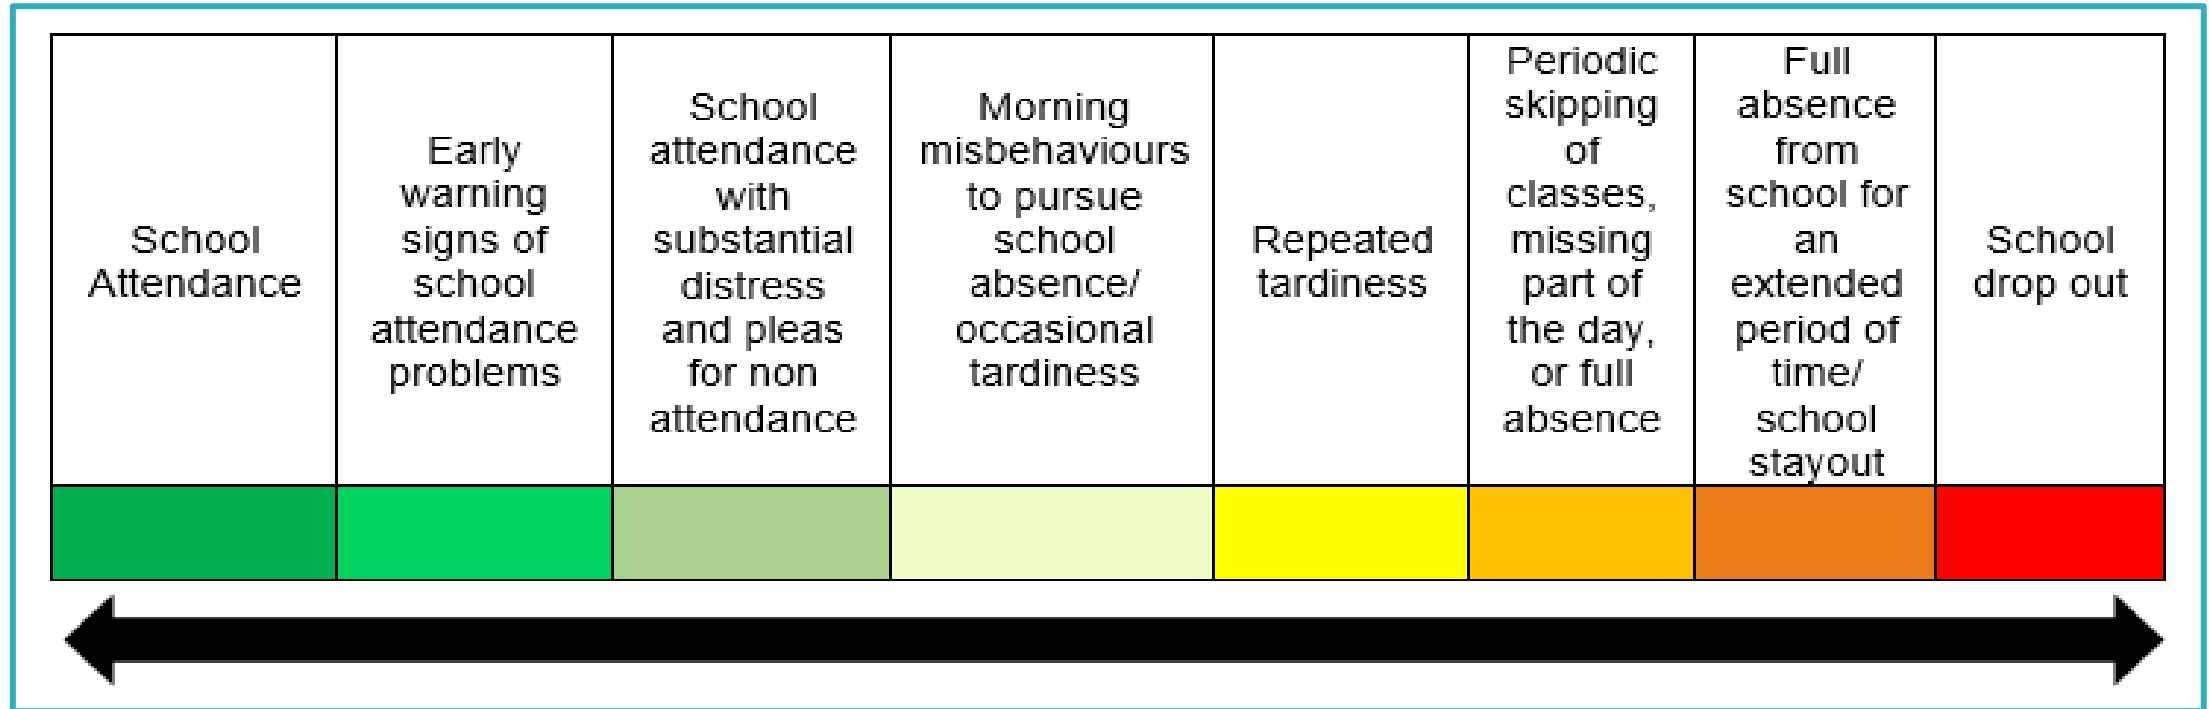 School
Attendance
Early
warning
signs of
school
attendance
problems
School
attendance
with
substantial
distress
and pleas
for non
attendance
Morning
misbehaviours
to pursue
school
absence/
occasional
tardiness
Repeated
tardiness
Periodic
skipping
of
classes,
missing
part of
the day,
or full
absence
Full
absence
from
school for
an
extended
period of
time/
school
stayout
School
drop out